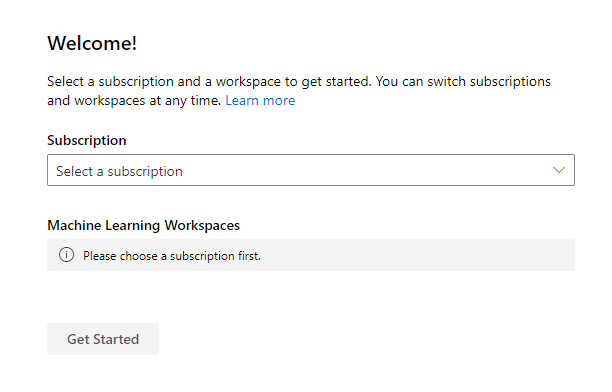 Welcome!
Select a subscription and a workspace to get started. You can switch subscriptions
and workspaces at any time. Learn more
Subscription
Select a subscription
Machine Learning Workspaces
Please choose a subscription first.
Get Started